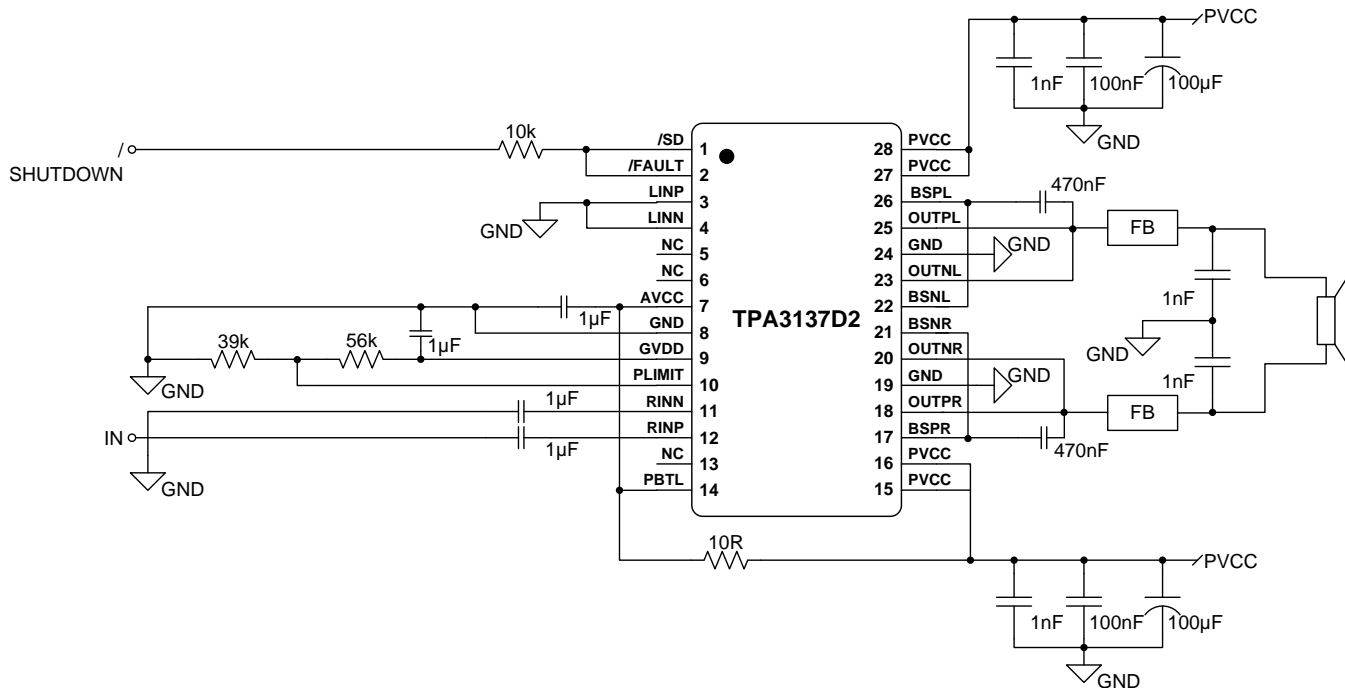 PVCC
1nF
100nF
100µF
GND
/
SHUTDOWN
10k
/SD
1
/FAULT
2
LINP
3
LINN
4
NC
5
NC
6
AVCC
7
GND
8
GVDD
9
PLIMIT
10
RINN
11
RINP
12
NC
13
PBTL
14
GND
1µF
1µF
39k
56k
GND
1µF
IN
1µF
GND
TPA3137D2
28
PVCC
27
PVCC
26
BSPL
25
OUTPL
24
GND
23
OUTNL
22
BSNL
21
BSNR
20
OUTNR
19
GND
18
OUTPR
17
BSPR
16
PVCC
15
PVCC
470nF
GND
FB
1nF
GND
1nF
GND
FB
470nF
10R
PVCC
1nF
100nF
100µF
GND